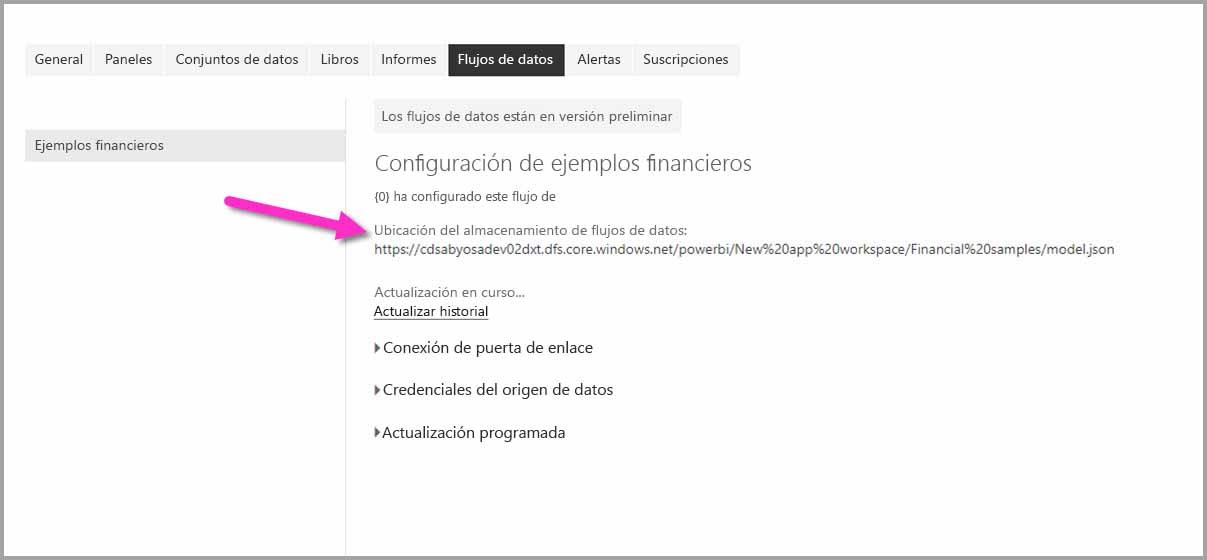 General Paneles Conjuntos de datos Libros Informes Flujos de datos Alertas Suscripciones
Los flujos de datos están en versión preliminar
Ejemplos financieros
Configuración de ejemplos financieros
{0} ha configurado este flujo de
Ubicación del almacenamiento de flujos de datos:
https://cdsabyosadev02dxt.dfs.core.windows.net/powerbi/New%20app%20workspace/Financial%20samples/model.json
Actualización en curso...
Actualizar historial
Conexión de puerta de enlace
Credenciales del origen de datos
Actualización programada